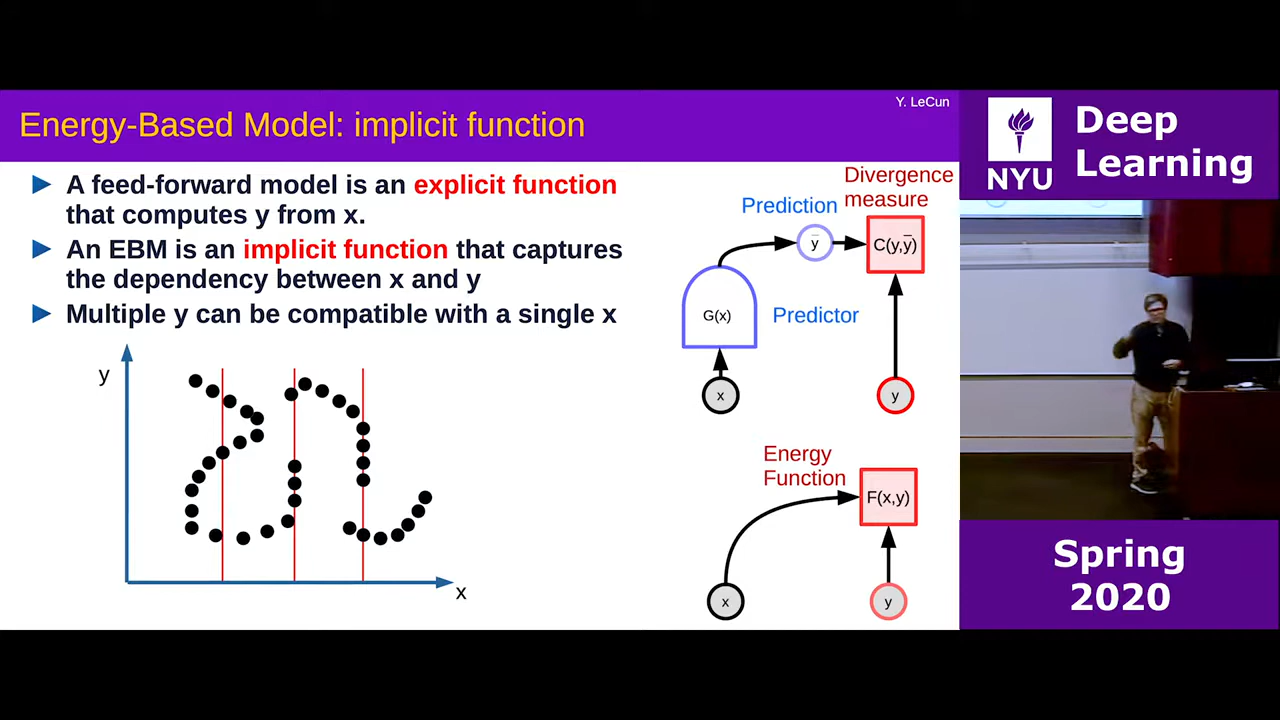 Y. LeCun
Energy-Based Model: implicit function
A feed-forward model is an explicit function
that computes y from x.
An EBM is an implicit function that captures
the dependency between x and y
Multiple y can be compatible with a single x
y
x
Divergence
measure
Prediction
y̅
C(y,y̅)
G(x)
Predictor
x
y
Energy
Function
F(x,y)
x
y
NYU
Deep
Learning
Spring
2020